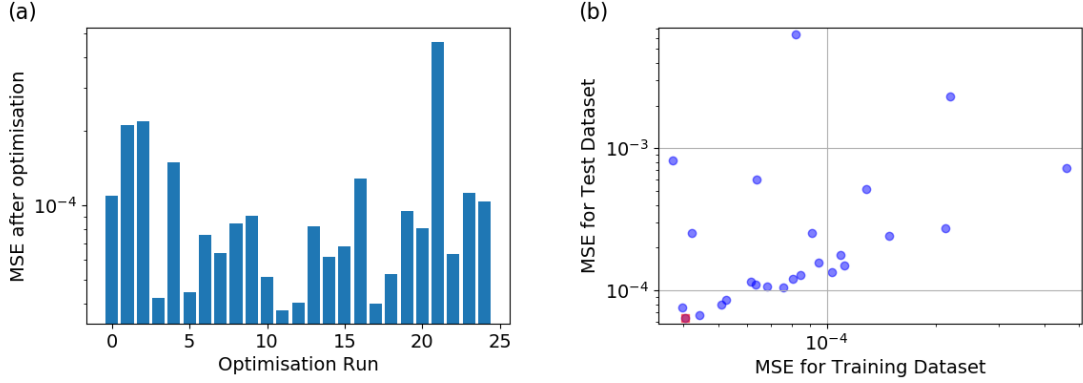 (a)
MSE after optimisation
10⁻⁴
0 5 10 15 20 25
Optimisation Run
(b)
MSE for Test Dataset
10⁻³
10⁻⁴
10⁻⁴
MSE for Training Dataset